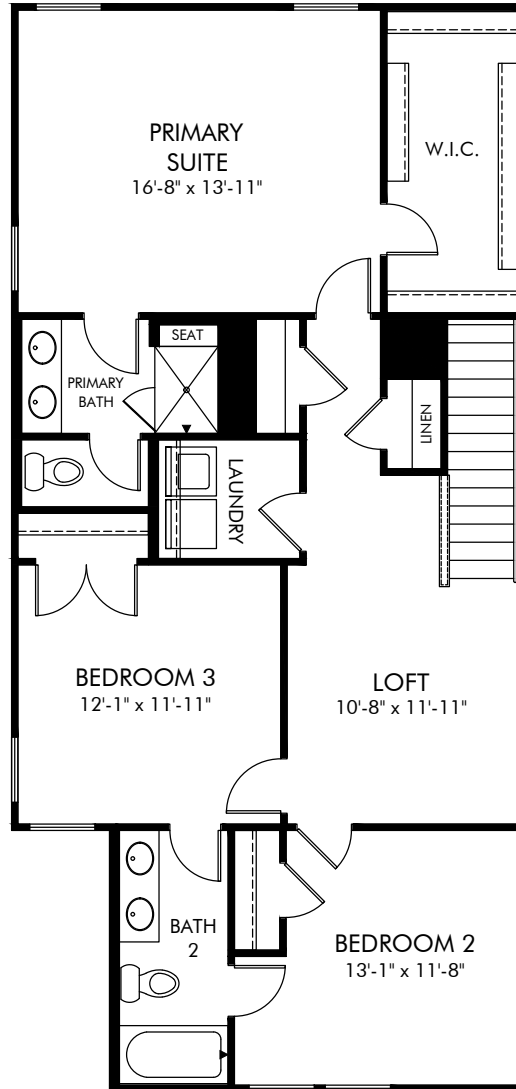 PRIMARY
SUITE
16'-8" x 13'-11"
W.I.C.
SEAT
PRIMARY
BATH
LINEN
LAUNDRY
BEDROOM 3
12'-1" x 11'-11"
LOFT
10'-8" x 11'-11"
BATH
2
BEDROOM 2
13'-1" x 11'-8"